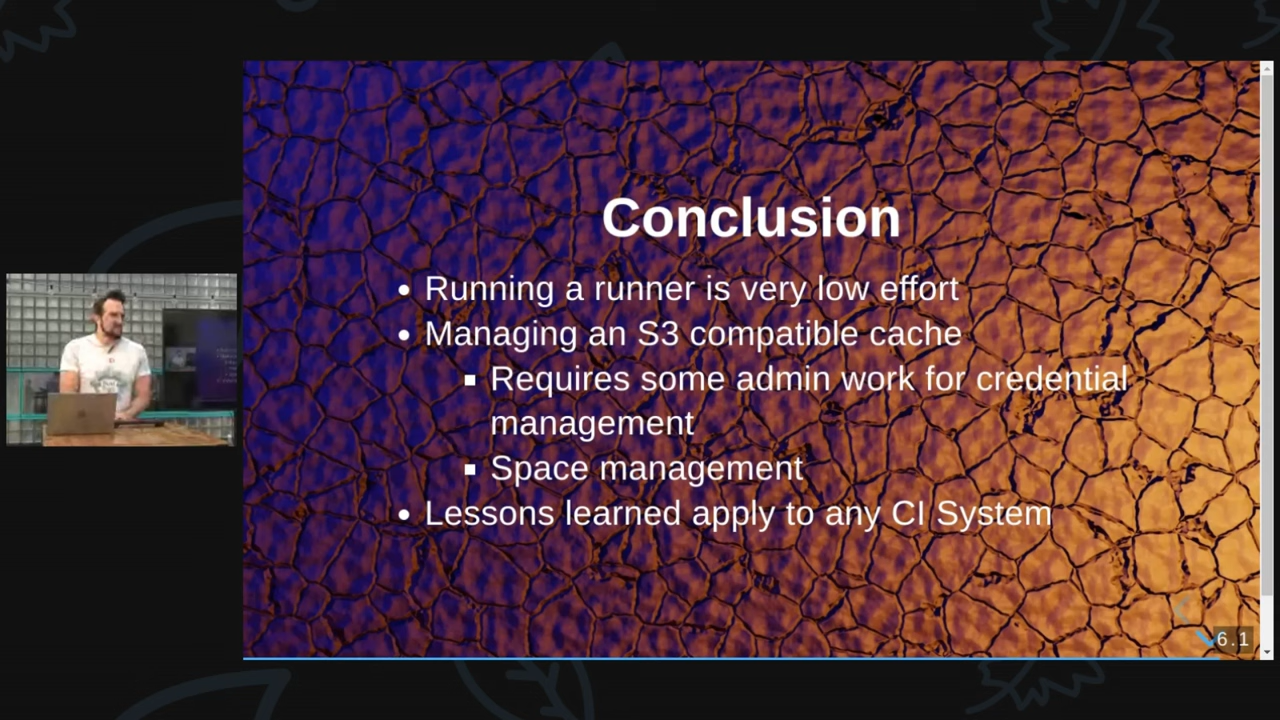 Conclusion
Running a runner is very low effort
Managing an S3 compatible cache
Requires some admin work for credential
management
Space management
Lessons learned apply to any CI System
6.1